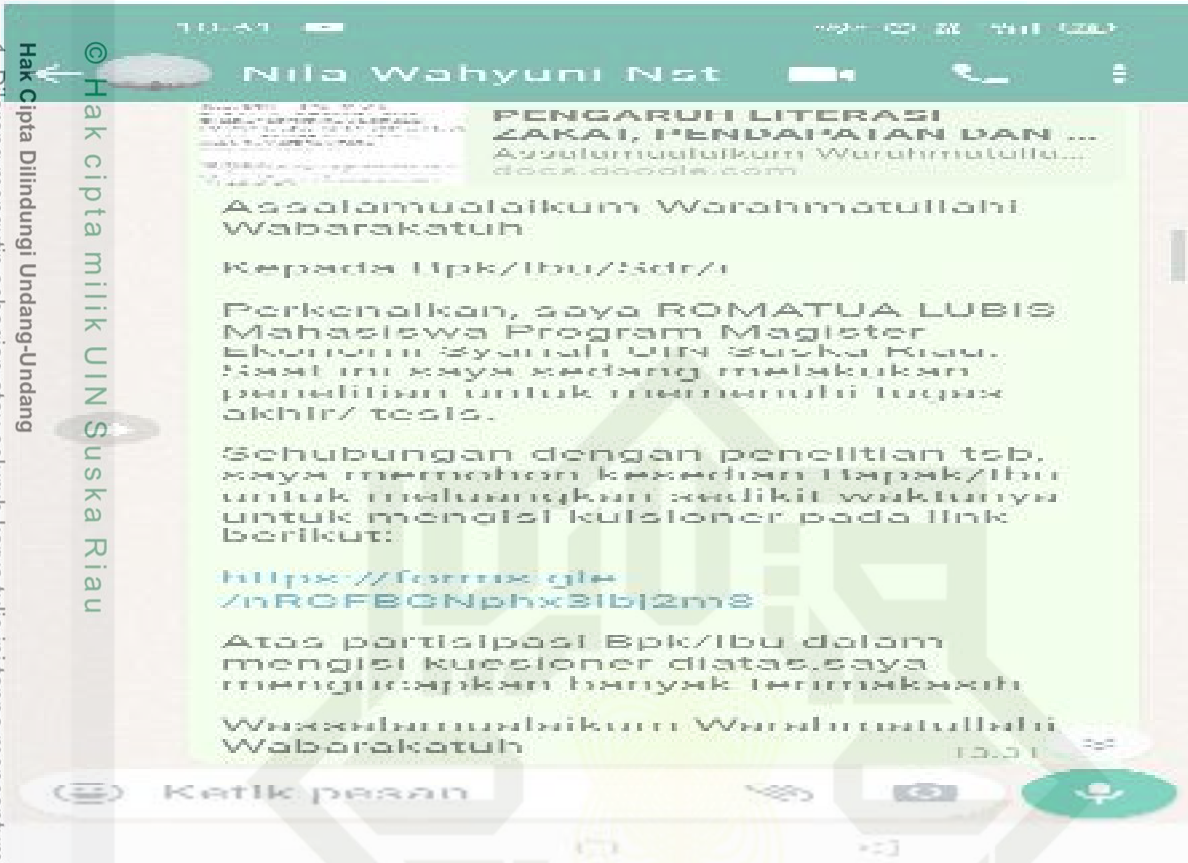 Nila Wahyuni Nst
PENGARUH LITERASI
ZAKAT, PENDAPATAN DAN ...
Assalamualaikum Warahmatulla...
docs.google.com
Assalamualaikum Warahmatullahi
Wabarakatuh
Kepada Bpk/Ibu/Sdr/i
Perkenalkan, saya ROMATUA LUBIS
Mahasiswa Program Magister
Ekonomi Syariah UIN Suska Riau.
Saat ini saya sedang melakukan
penelitian untuk memenuhi tugas
akhir/ tesis.
Sehubungan dengan penelitian tsb,
saya memohon kesedian Bapak/Ibu
untuk meluangkan sedikit waktunya
untuk mengisi kuisioner pada link
berikut:
https://forms.gle
Atas partisipasi Bpk/Ibu dalam
mengisi kuesioner diatas,saya
mengucapkan banyak terimakasih
Wassalamualaikum Warahmatullahi
Wabarakatuh
Ketik pesan
© Hak cipta milik UIN Suska Riau
Hak Cipta Dilindungi Undang-Undang